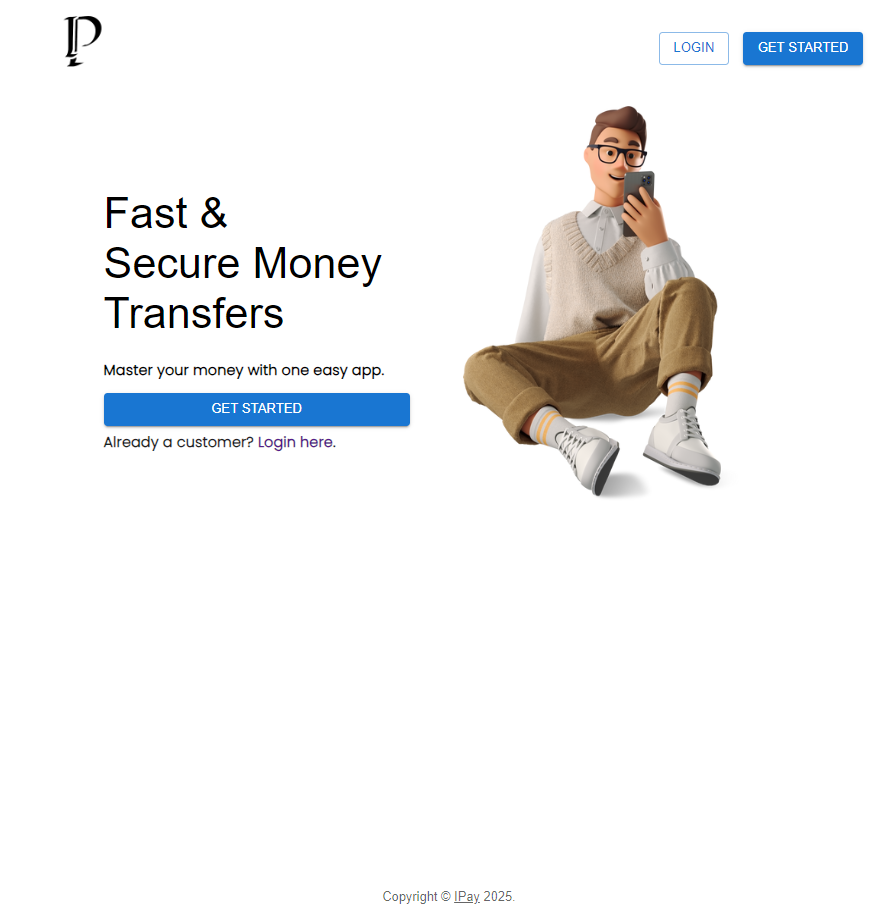 IP
LOGIN
GET STARTED
Fast &
Secure Money
Transfers
Master your money with one easy app.
GET STARTED
Already a customer? Login here.
Copyright © IPay 2025.